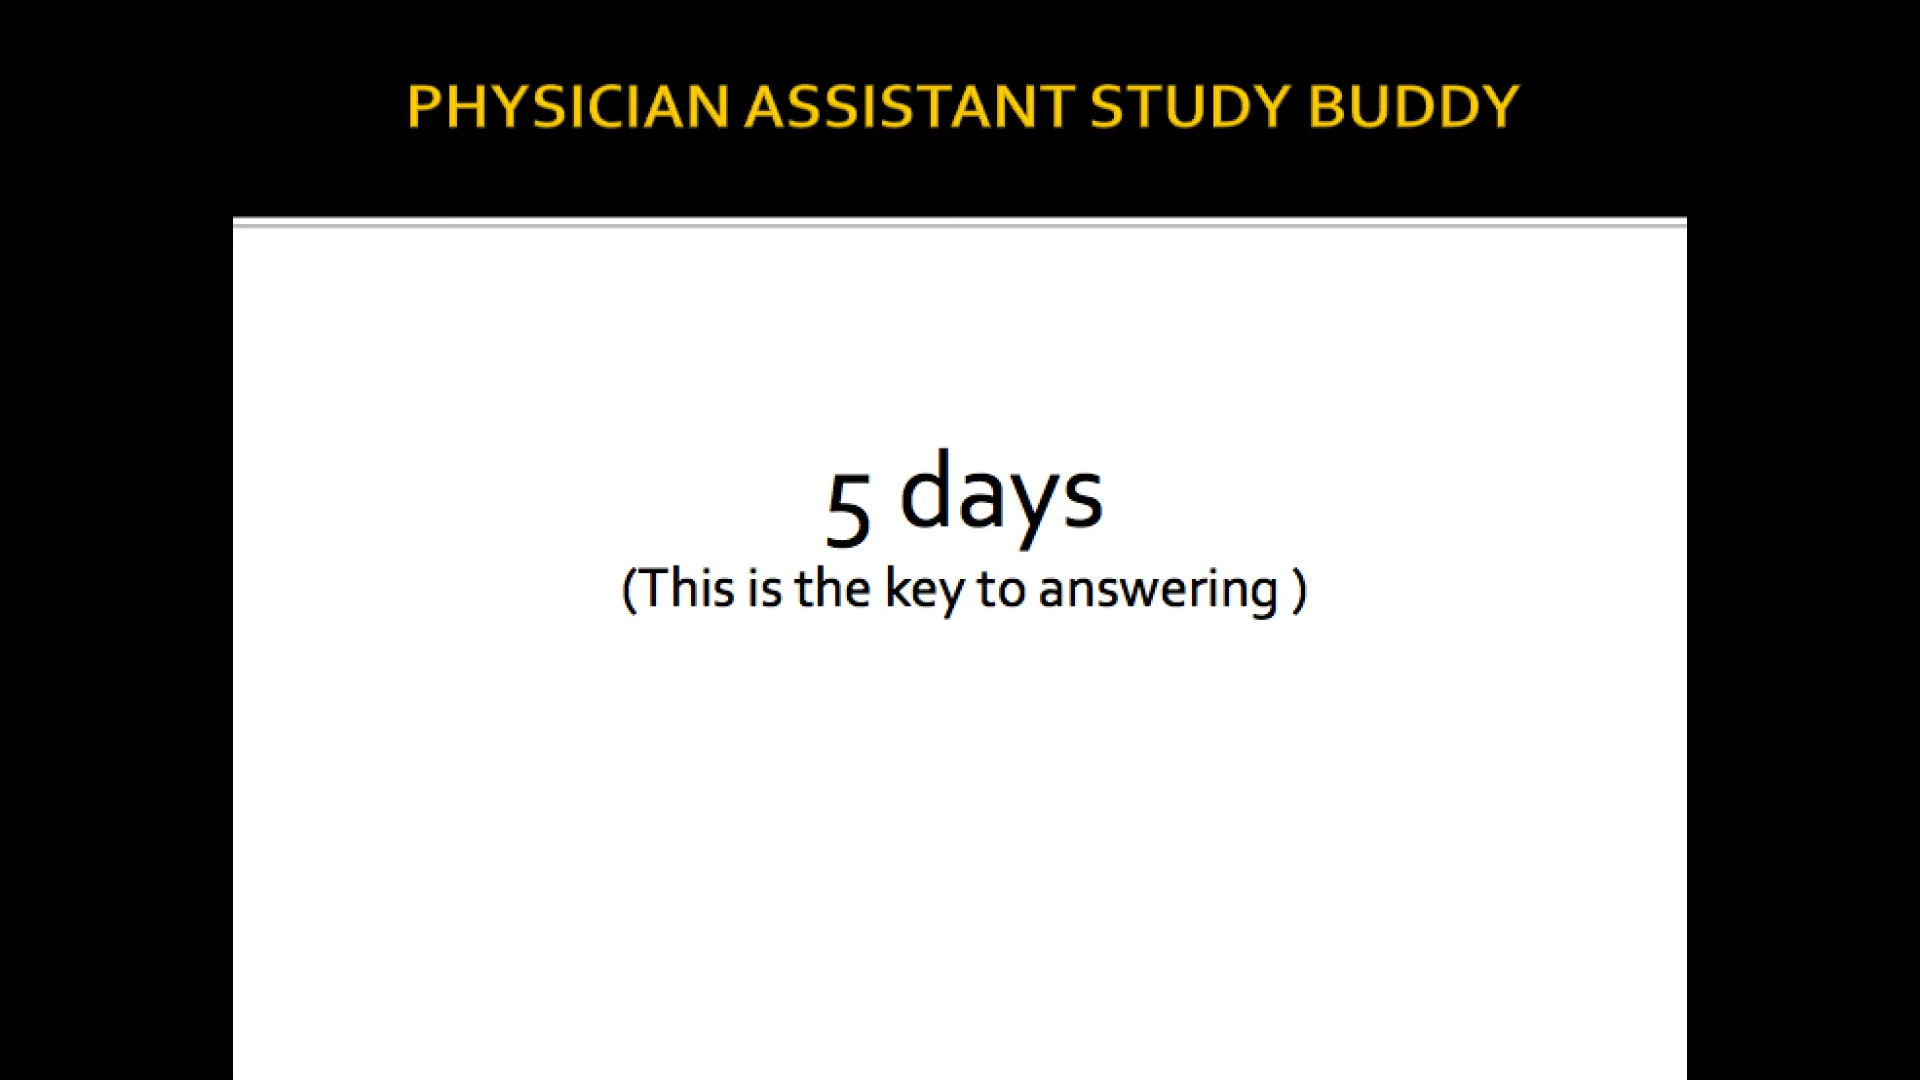 PHYSICIAN ASSISTANT STUDY BUDDY
5 days
(This is the key to answering )